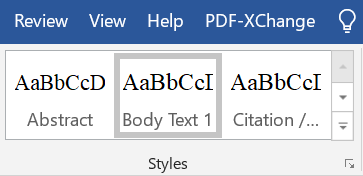 Review View Help PDF-XChange
AaBbCcD AaBbCcI AaBbCcI
Abstract Body Text 1 Citation /...
Styles